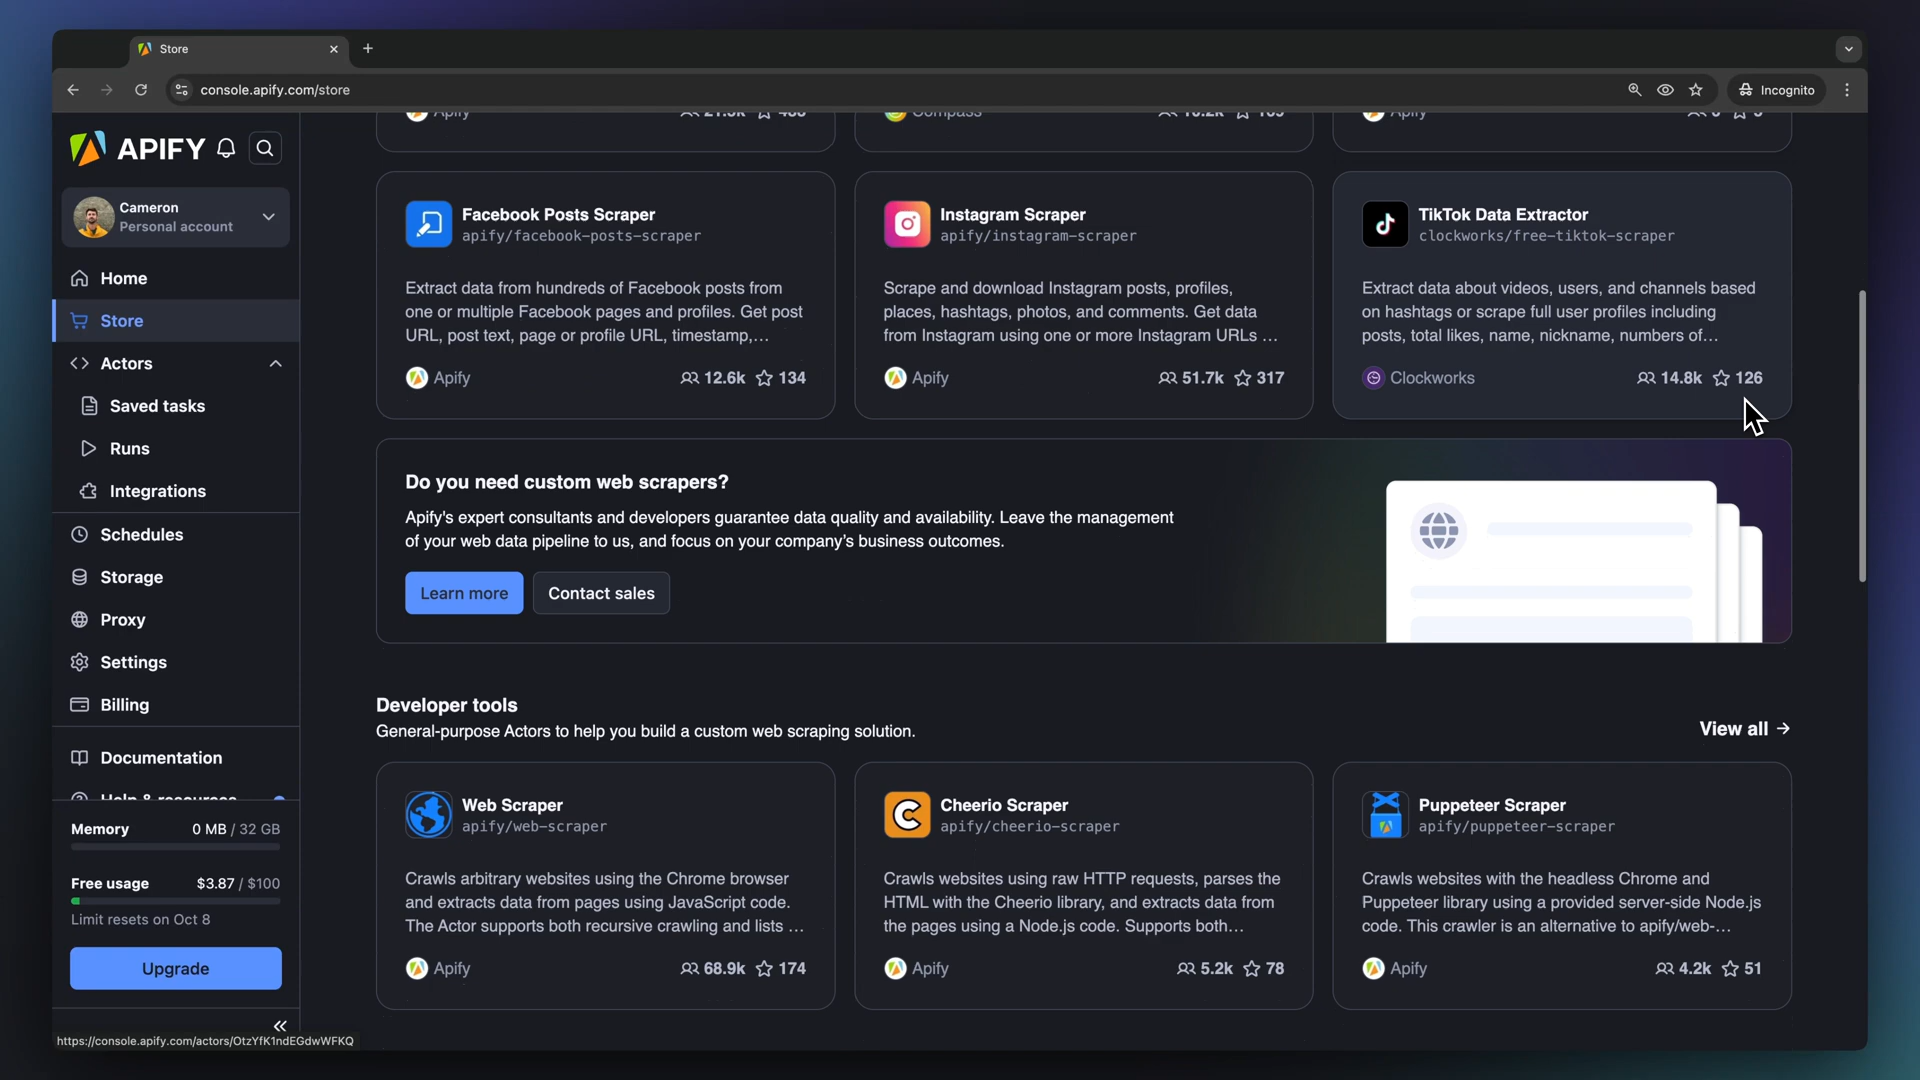 Store
console.apify.com/store
Incognito
APIFY
Cameron
Personal account
Home
Store
Actors
Saved tasks
Runs
Integrations
Schedules
Storage
Proxy
Settings
Billing
Documentation
Help & resources
Memory 0 MB / 32 GB
Free usage $3.87 / $100
Limit resets on Oct 8
Upgrade
https://console.apify.com/actors/OtzYfK1ndEGdwWFKQ
Apify
Compass
Apify
Facebook Posts Scraper
apify/facebook-posts-scraper
Extract data from hundreds of Facebook posts from
one or multiple Facebook pages and profiles. Get post
URL, post text, page or profile URL, timestamp,...
Apify 12.6k 134
Instagram Scraper
apify/instagram-scraper
Scrape and download Instagram posts, profiles,
places, hashtags, photos, and comments. Get data
from Instagram using one or more Instagram URLs ...
Apify 51.7k 317
TikTok Data Extractor
clockworks/free-tiktok-scraper
Extract data about videos, users, and channels based
on hashtags or scrape full user profiles including
posts, total likes, name, nickname, numbers of...
Clockworks 14.8k 126
Do you need custom web scrapers?
Apify's expert consultants and developers guarantee data quality and availability. Leave the management
of your web data pipeline to us, and focus on your company's business outcomes.
Learn more
Contact sales
Developer tools
General-purpose Actors to help you build a custom web scraping solution.
View all
Web Scraper
apify/web-scraper
Crawls arbitrary websites using the Chrome browser
and extracts data from pages using JavaScript code.
The Actor supports both recursive crawling and lists ...
Apify 68.9k 174
Cheerio Scraper
apify/cheerio-scraper
Crawls websites using raw HTTP requests, parses the
HTML with the Cheerio library, and extracts data from
the pages using a Node.js code. Supports both...
Apify 5.2k 78
Puppeteer Scraper
apify/puppeteer-scraper
Crawls websites with the headless Chrome and
Puppeteer library using a provided server-side Node.js
code. This crawler is an alternative to apify/web-...
Apify 4.2k 51